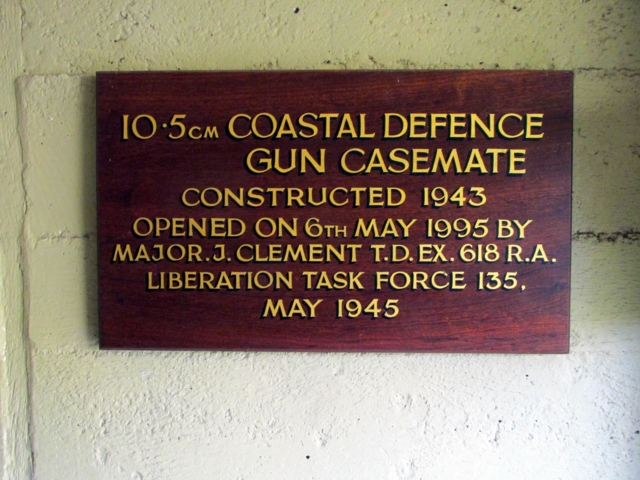 10·5CM COASTAL DEFENCE
GUN CASEMATE
CONSTRUCTED 1943
OPENED ON 6TH MAY 1995 BY
MAJOR.J.CLEMENT T.D.EX.618 R.A.
LIBERATION TASK FORCE 135,
MAY 1945